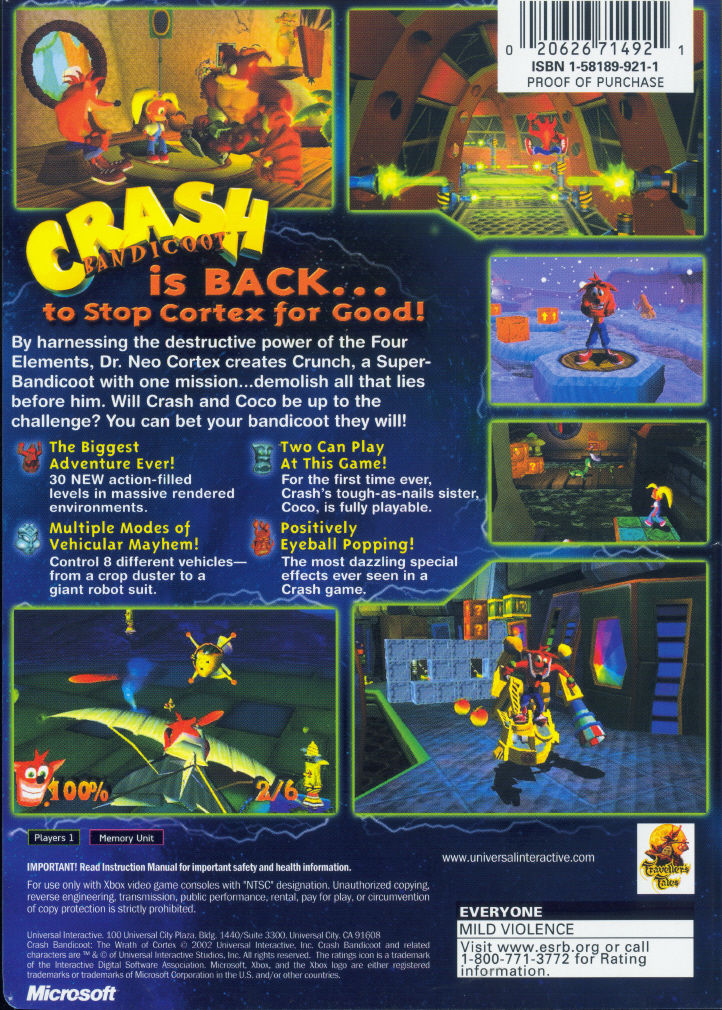 0 20626 71492 1
ISBN 1-58189-921-1
PROOF OF PURCHASE
CRASH
BANDICOOT
is BACK...
to Stop Cortex for Good!
By harnessing the destructive power of the Four
Elements, Dr. Neo Cortex creates Crunch, a Super-
Bandicoot with one mission...demolish all that lies
before him. Will Crash and Coco be up to the
challenge? You can bet your bandicoot they will!
The Biggest
Adventure Ever!
30 NEW action-filled
levels in massive rendered
environments.
Two Can Play
At This Game!
For the first time ever,
Crash's tough-as-nails sister,
Coco, is fully playable.
Multiple Modes of
Vehicular Mayhem!
Control 8 different vehicles—
from a crop duster to a
giant robot suit.
Positively
Eyeball Popping!
The most dazzling special
effects ever seen in a
Crash game.
100%
2/6
Players 1
Memory Unit
www.universalinteractive.com
Travellers
Tales
IMPORTANT! Read Instruction Manual for important safety and health information.
For use only with Xbox video game consoles with "NTSC" designation. Unauthorized copying,
reverse engineering, transmission, public performance, rental, pay for play, or circumvention
of copy protection is strictly prohibited.
EVERYONE
MILD VIOLENCE
Visit www.esrb.org or call
1-800-771-3772 for Rating
information.
Universal Interactive. 100 Universal City Plaza. Bldg. 1440/Suite 3300. Universal City. CA 91608
Crash Bandicoot: The Wrath of Cortex © 2002 Universal Interactive, Inc. Crash Bandicoot and related
characters are ™ & © of Universal Interactive Studios, Inc. All rights reserved. The ratings icon is a trademark
of the Interactive Digital Software Association. Microsoft, Xbox, and the Xbox logo are either registered
trademarks or trademarks of Microsoft Corporation in the U.S. and/or other countries.
Microsoft